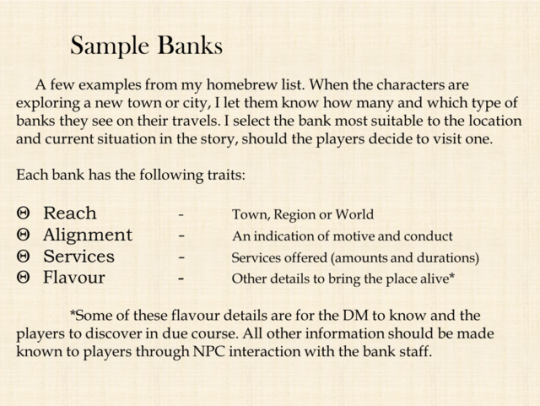 Sample Banks
A few examples from my homebrew list. When the characters are
exploring a new town or city, I let them know how many and which type of
banks they see on their travels. I select the bank most suitable to the location
and current situation in the story, should the players decide to visit one.
Each bank has the following traits:
Θ Reach - Town, Region or World
Θ Alignment - An indication of motive and conduct
Θ Services - Services offered (amounts and durations)
Θ Flavour - Other details to bring the place alive*
*Some of these flavour details are for the DM to know and the
players to discover in due course. All other information should be made
known to players through NPC interaction with the bank staff.